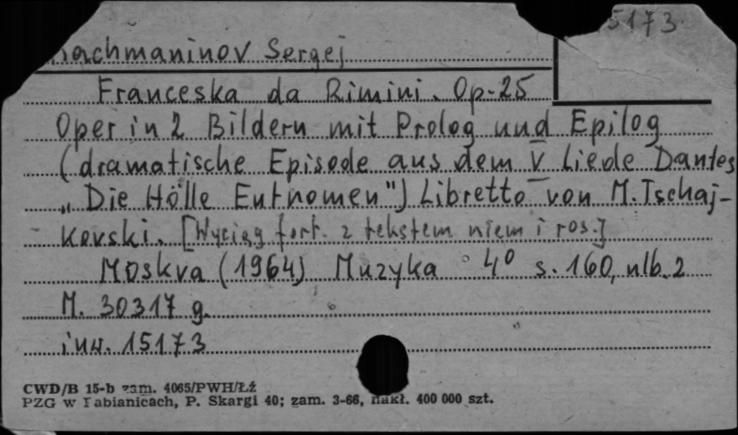 5173
Rachmaninov Sergej
Franceska da Rimini. Op. 25
Oper in 2 Bildern mit Prolog und Epilog
(dramatische Episode aus dem V Liede Dantes
„Die Hölle Entnomen") Libretto von M. Tschaj-
kovski. [Wyciąg fort. z tekstem niem i ros.]
Moskva (1964) Muzyka 4° s. 160, nlb. 2
M. 30317 g.
inw. 15173
CWD/B 15-b zam. 4065/PWH/Łź
PZG w Pabianicach, P. Skargi 40; zam. 3-66, nakł. 400 000 szt.